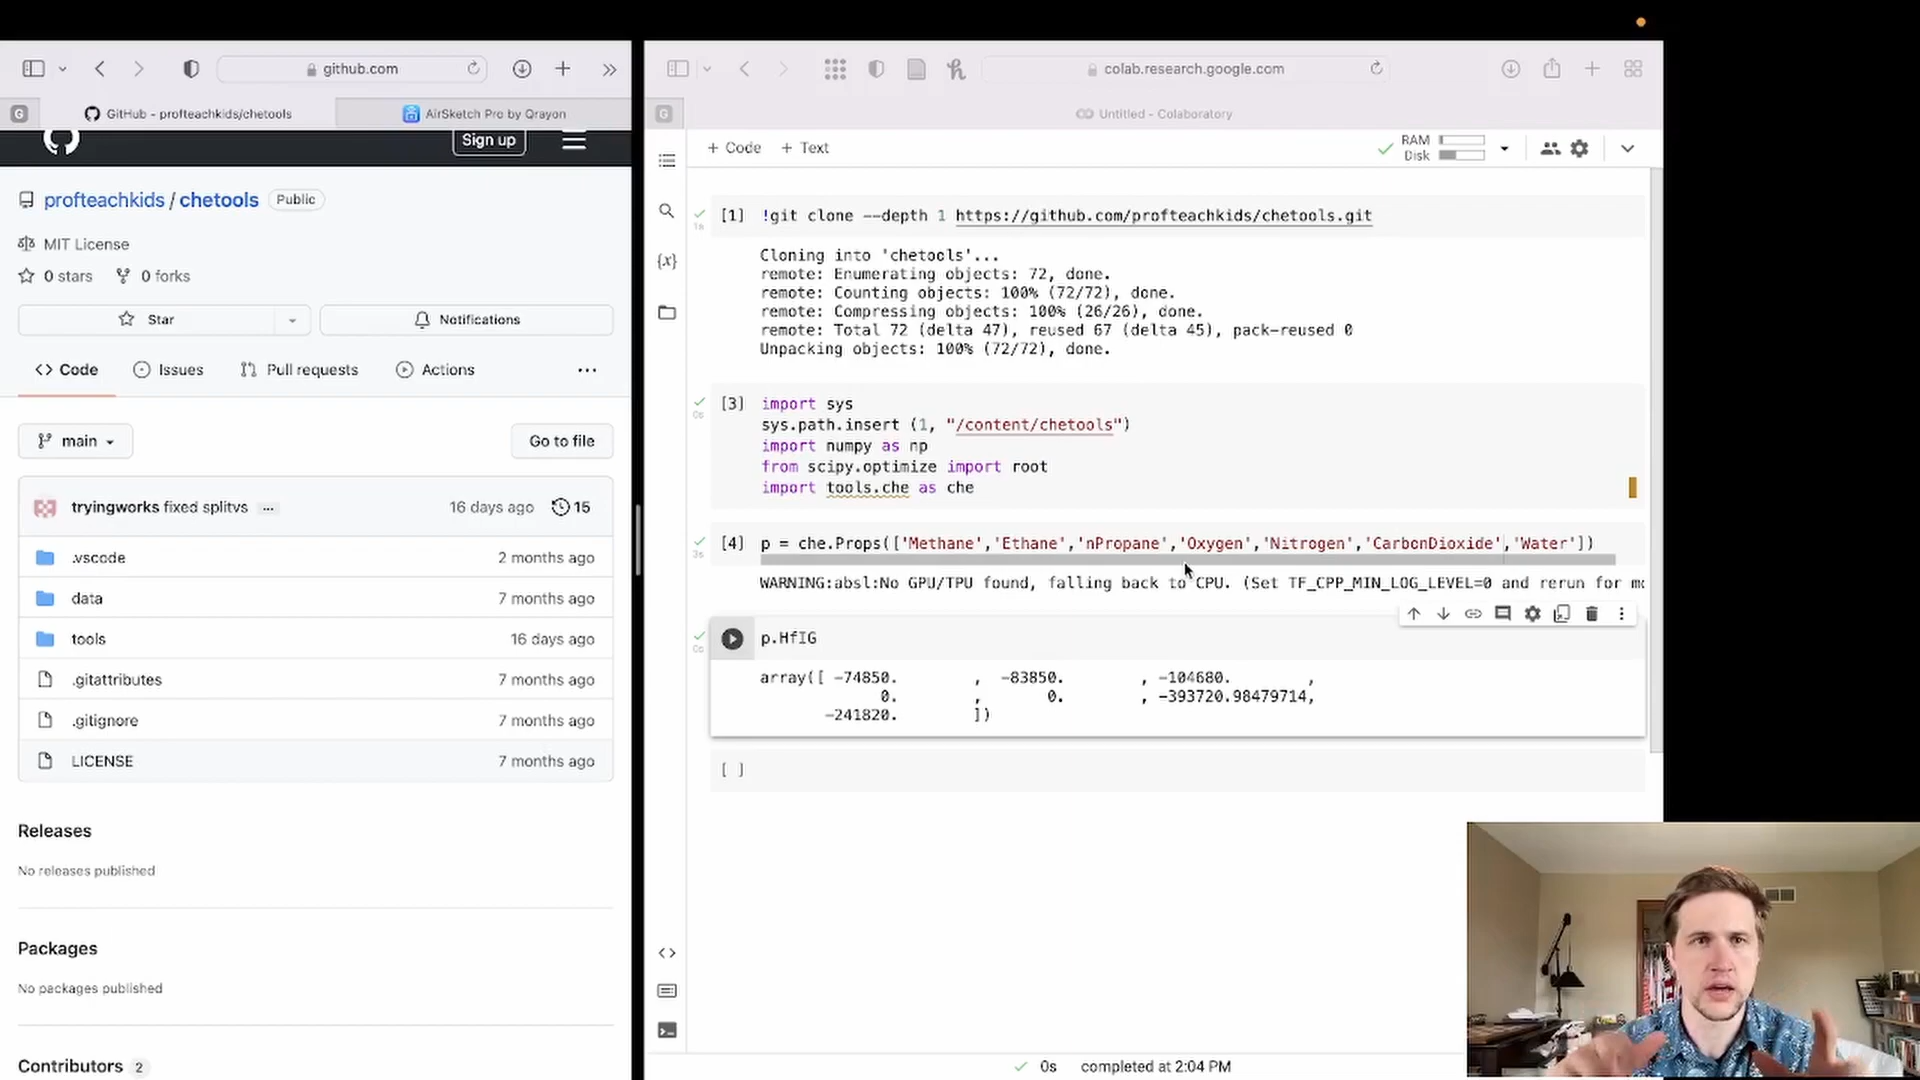 github.com
GitHub - profteachkids/chetools
AirSketch Pro by Qrayon
Sign up
profteachkids / chetools Public
MIT License
0 stars 0 forks
Star
Notifications
Code Issues Pull requests Actions
main
Go to file
tryingworks fixed splitvs ... 16 days ago 15
.vscode 2 months ago
data 7 months ago
tools 16 days ago
.gitattributes 7 months ago
.gitignore 7 months ago
LICENSE 7 months ago
Releases
No releases published
Packages
No packages published
Contributors 2
colab.research.google.com
Untitled - Colaboratory
+ Code + Text
RAM
Disk
[1] !git clone --depth 1 https://github.com/profteachkids/chetools.git
Cloning into 'chetools'...
remote: Enumerating objects: 72, done.
remote: Counting objects: 100% (72/72), done.
remote: Compressing objects: 100% (26/26), done.
remote: Total 72 (delta 47), reused 67 (delta 45), pack-reused 0
Unpacking objects: 100% (72/72), done.
[3] import sys
sys.path.insert (1, "/content/chetools")
import numpy as np
from scipy.optimize import root
import tools.che as che
[4] p = che.Props(['Methane','Ethane','nPropane','Oxygen','Nitrogen','CarbonDioxide','Water'])
WARNING:absl:No GPU/TPU found, falling back to CPU. (Set TF_CPP_MIN_LOG_LEVEL=0 and rerun for mo
p.HfIG
array([ -74850. , -83850. , -104680. ,
0. , 0. , -393720.98479714,
-241820. ])
[ ]
0s completed at 2:04 PM